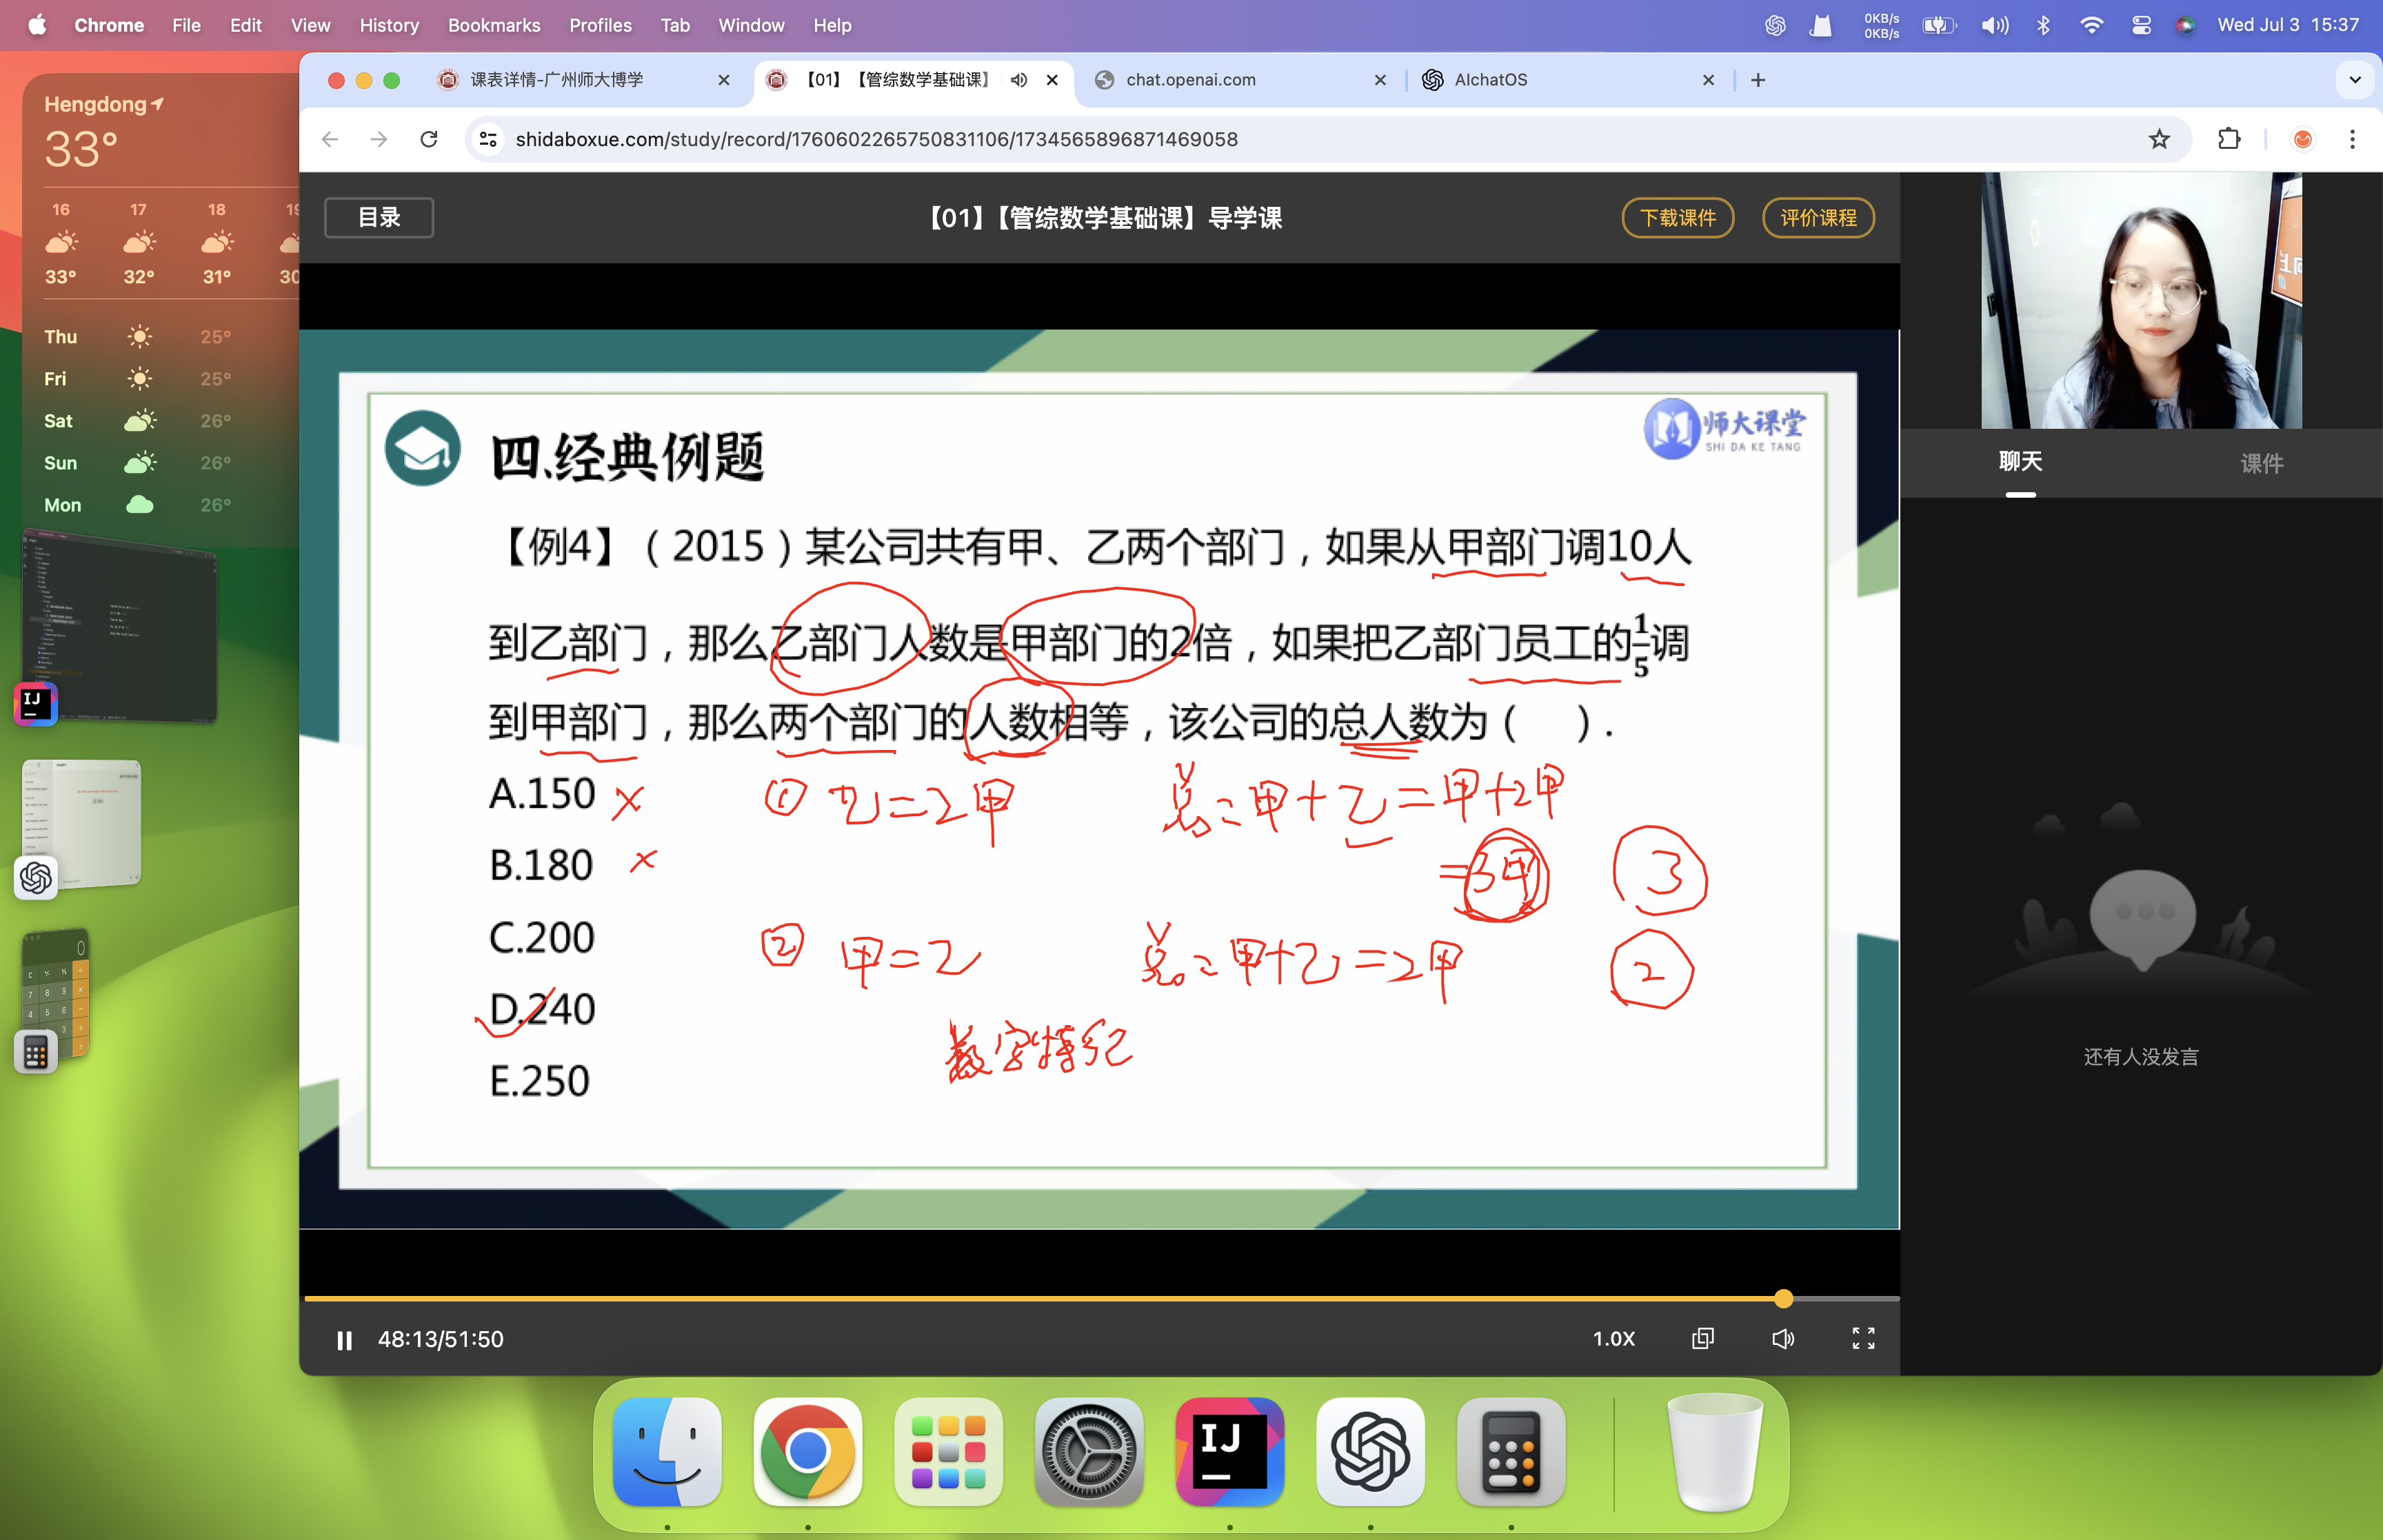 Chrome File Edit View History Bookmarks Profiles Tab Window Help
0KB/s
0KB/s
Wed Jul 3 15:37
课表详情-广州师大博学
【01】【管综数学基础课】
chat.openai.com
AIchatOS
shidaboxue.com/study/record/1760602265750831106/1734565896871469058
Hengdong
33°
16 17 18 19
33° 32° 31° 30
Thu 25°
Fri 25°
Sat 26°
Sun 26°
Mon 26°
目录
【01】【管综数学基础课】导学课
下载课件
评价课程
四.经典例题
师大课堂
SHI DA KE TANG
【例4】（2015）某公司共有甲、乙两个部门，如果从甲部门调10人
到乙部门，那么乙部门人数是甲部门的2倍，如果把乙部门员工的1/5调
到甲部门，那么两个部门的人数相等，该公司的总人数为（ ）.
A.150 ×
① 乙=2甲 总=甲+乙=甲+2甲
B.180 ×
=3甲 ③
C.200
② 甲=乙 总=甲+乙=2甲 ②
D.240
数字特征
E.250
48:13/51:50
1.0X
聊天
课件
还有人没发言
IJ
IJ